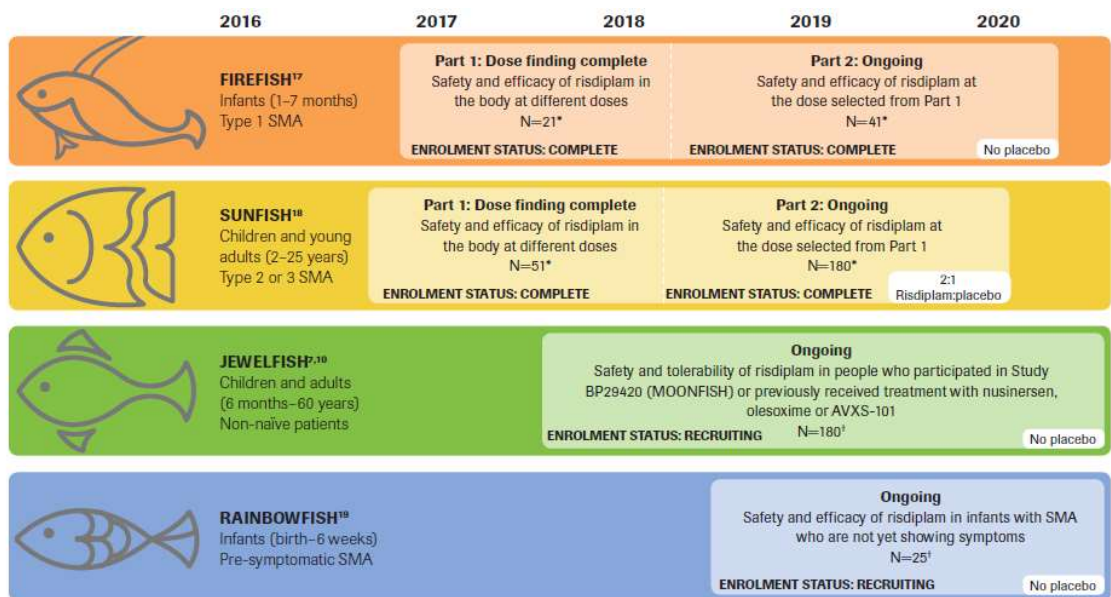 2016 2017 2018 2019 2020
FIREFISH¹⁷
Infants (1–7 months)
Type 1 SMA
Part 1: Dose finding complete
Safety and efficacy of risdiplam in
the body at different doses
N=21*
ENROLMENT STATUS: COMPLETE
Part 2: Ongoing
Safety and efficacy of risdiplam at
the dose selected from Part 1
N=41*
ENROLMENT STATUS: COMPLETE
No placebo
SUNFISH¹⁸
Children and young
adults (2–25 years)
Type 2 or 3 SMA
Part 1: Dose finding complete
Safety and efficacy of risdiplam in
the body at different doses
N=51*
ENROLMENT STATUS: COMPLETE
Part 2: Ongoing
Safety and efficacy of risdiplam at
the dose selected from Part 1
N=180*
ENROLMENT STATUS: COMPLETE
2:1
Risdiplam:placebo
JEWELFISH⁷,¹⁰
Children and adults
(6 months–60 years)
Non-naïve patients
Ongoing
Safety and tolerability of risdiplam in people who participated in Study
BP29420 (MOONFISH) or previously received treatment with nusinersen,
olesoxime or AVXS-101
N=180†
ENROLMENT STATUS: RECRUITING
No placebo
RAINBOWFISH¹⁹
Infants (birth–6 weeks)
Pre-symptomatic SMA
Ongoing
Safety and efficacy of risdiplam in infants with SMA
who are not yet showing symptoms
N=25†
ENROLMENT STATUS: RECRUITING
No placebo